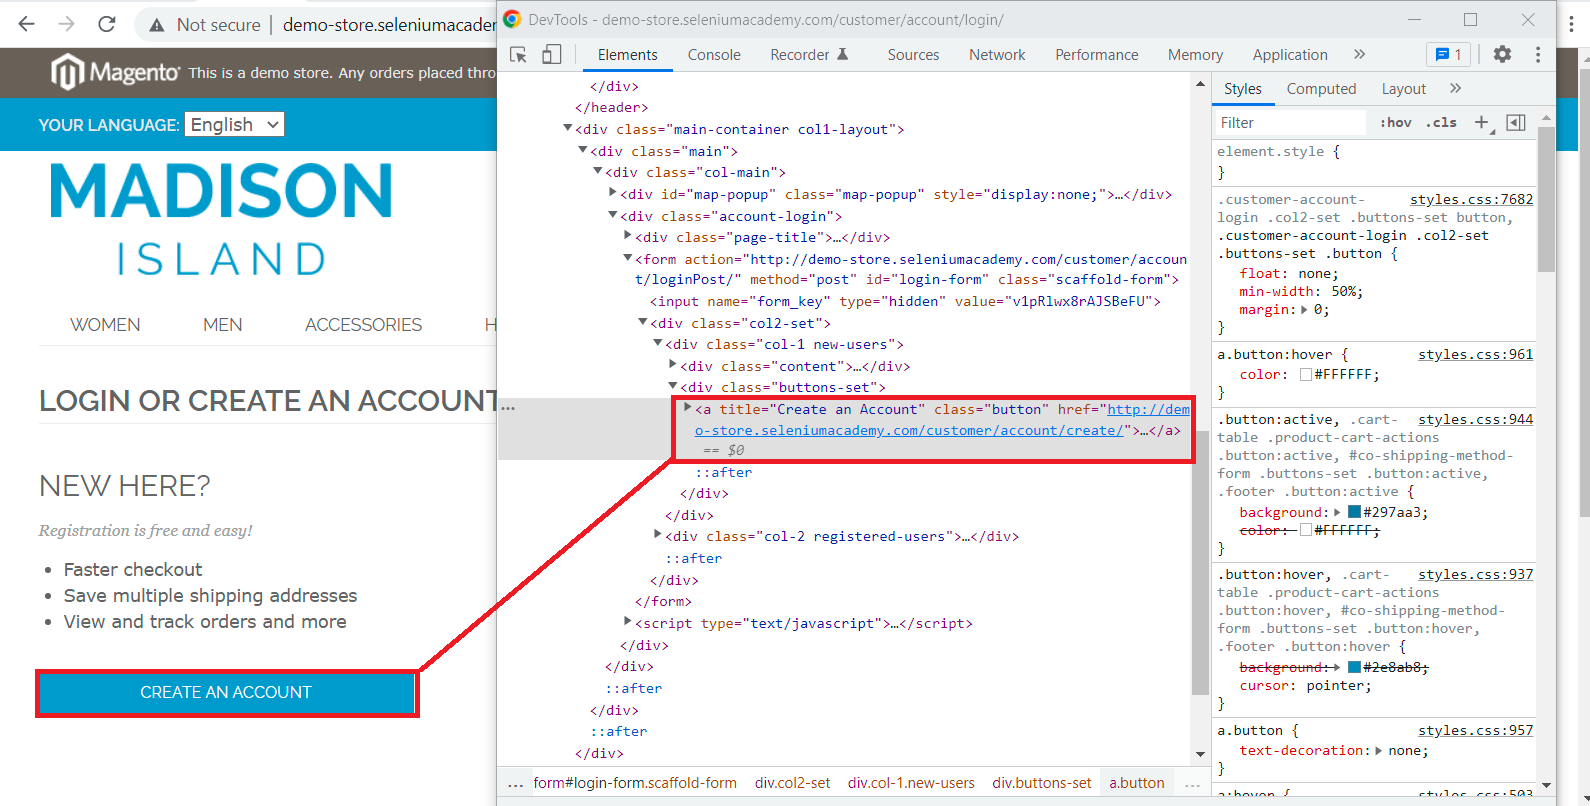 Not secure | demo-store.seleniumacadem
Magento® This is a demo store. Any orders placed thro
YOUR LANGUAGE: English
MADISON
ISLAND
WOMEN MEN ACCESSORIES H
LOGIN OR CREATE AN ACCOUNT
NEW HERE?
Registration is free and easy!
• Faster checkout
• Save multiple shipping addresses
• View and track orders and more
CREATE AN ACCOUNT
DevTools - demo-store.seleniumacademy.com/customer/account/login/
Elements Console Recorder Sources Network Performance Memory Application » 1
</div>
</header>
<div class="main-container col1-layout">
<div class="main">
<div class="col-main">
<div id="map-popup" class="map-popup" style="display:none;">…</div>
<div class="account-login">
<div class="page-title">…</div>
<form action="http://demo-store.seleniumacademy.com/customer/accoun
t/loginPost/" method="post" id="login-form" class="scaffold-form">
<input name="form_key" type="hidden" value="v1pRlwx8rAJSBeFU">
<div class="col2-set">
<div class="col-1 new-users">
<div class="content">…</div>
<div class="buttons-set">
… <a title="Create an Account" class="button" href="http://dem
o-store.seleniumacademy.com/customer/account/create/">…</a>
== $0
::after
</div>
</div>
<div class="col-2 registered-users">…</div>
::after
</div>
</form>
<script type="text/javascript">…</script>
</div>
</div>
::after
</div>
::after
</div>
… form#login-form.scaffold-form div.col2-set div.col-1.new-users div.buttons-set a.button …
Styles Computed Layout »
Filter :hov .cls +
element.style {
}
.customer-account- styles.css:7682
login .col2-set .buttons-set button,
.customer-account-login .col2-set
.buttons-set .button {
float: none;
min-width: 50%;
margin: 0;
}
a.button:hover { styles.css:961
color: #FFFFFF;
}
.button:active, .cart- styles.css:944
table .product-cart-actions
.button:active, #co-shipping-method-
form .buttons-set .button:active,
.footer .button:active {
background: #297aa3;
color: #FFFFFF;
}
.button:hover, .cart- styles.css:937
table .product-cart-actions
.button:hover, #co-shipping-method-
form .buttons-set .button:hover,
.footer .button:hover {
background: #2e8ab8;
cursor: pointer;
}
a.button { styles.css:957
text-decoration: none;
}
a:hover { styles.css:503